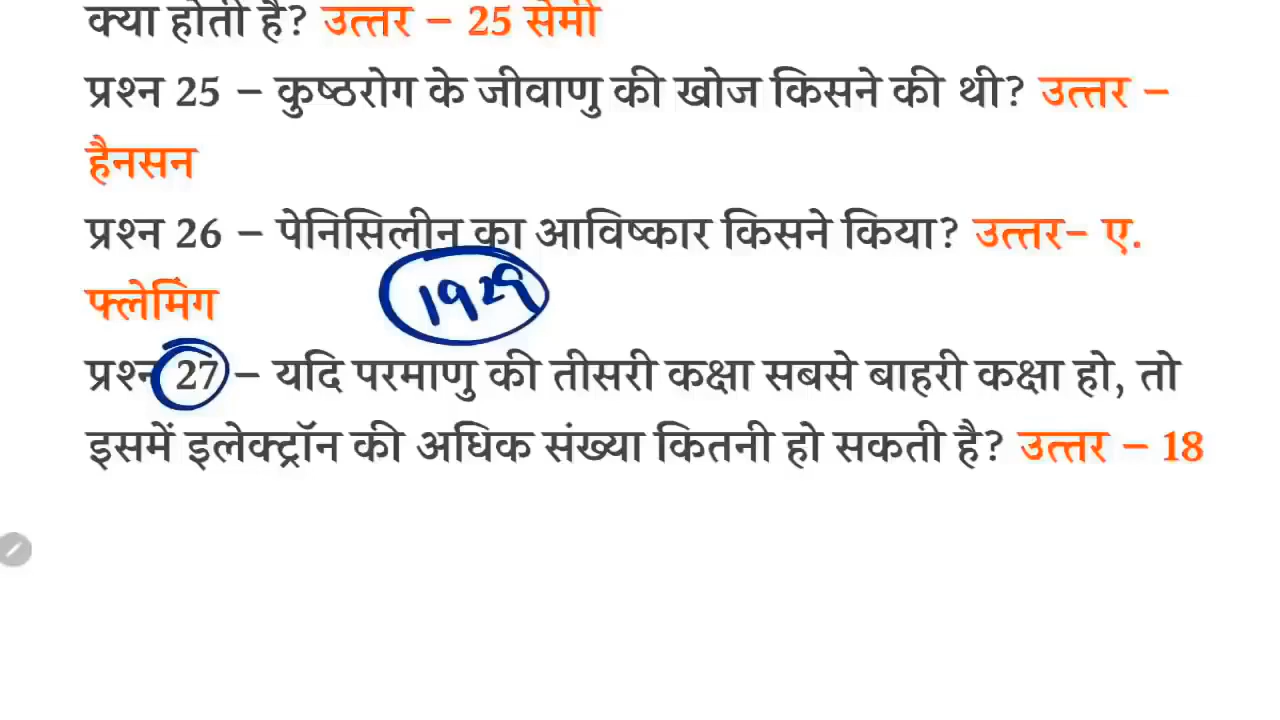 क्या होती है? उत्तर – 25 सेमी
प्रश्न 25 – कुष्ठरोग के जीवाणु की खोज किसने की थी? उत्तर –
हैनसन
प्रश्न 26 – पेनिसिलीन का आविष्कार किसने किया? उत्तर– ए.
फ्लेमिंग
1929
प्रश्न 27 – यदि परमाणु की तीसरी कक्षा सबसे बाहरी कक्षा हो, तो
इसमें इलेक्ट्रॉन की अधिक संख्या कितनी हो सकती है? उत्तर – 18